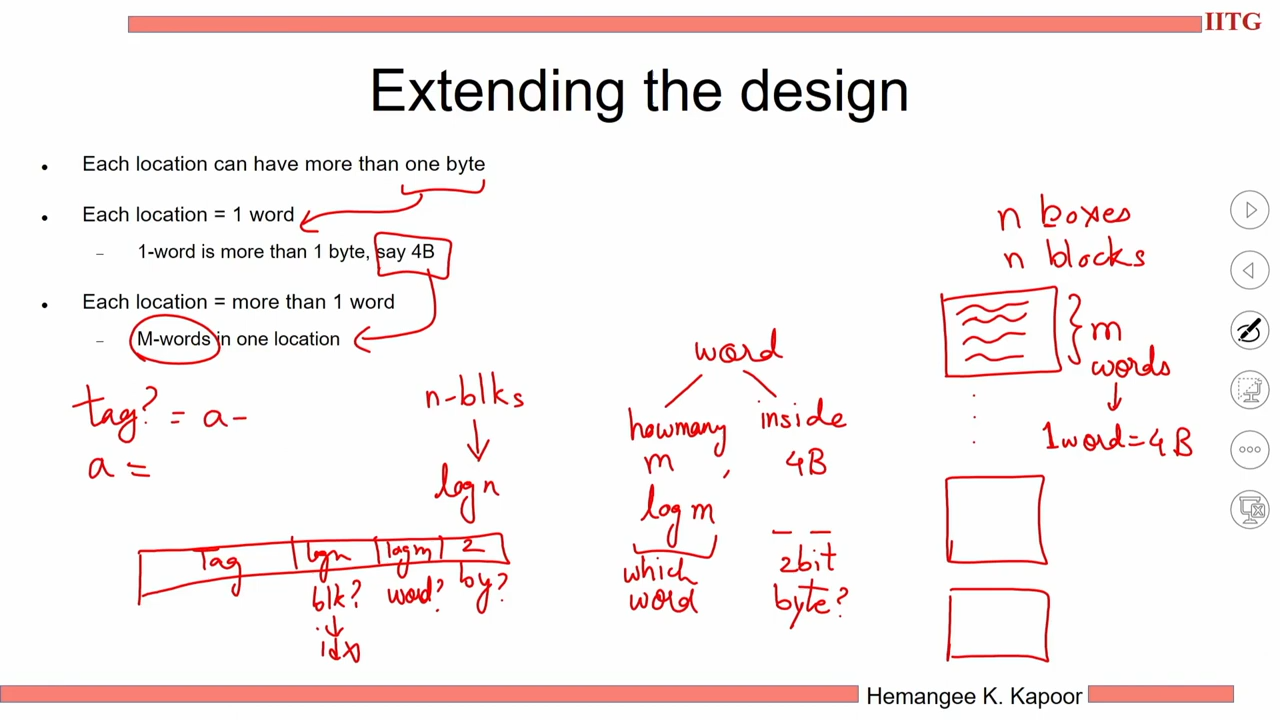 IITG
Extending the design
• Each location can have more than one byte
• Each location = 1 word
– 1-word is more than 1 byte, say 4B
• Each location = more than 1 word
– M-words in one location
n boxes
n blocks
m
words
1 word = 4B
word
howmany
m
log m
which
word
,
inside
4B
2bit
byte?
tag? = a -
a =
n-blks
log n
Tag | logn | logm | 2
blk? word? by?
idx
Hemangee K. Kapoor